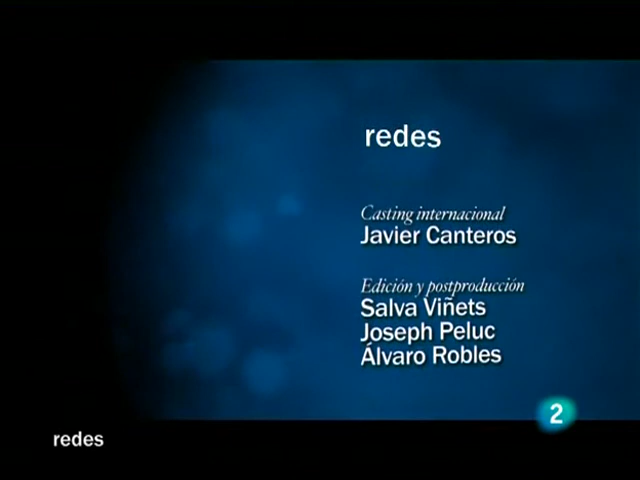 redes
Casting internacional
Javier Canteros
Edición y postproducción
Salva Viñets
Joseph Peluc
Álvaro Robles
2
redes